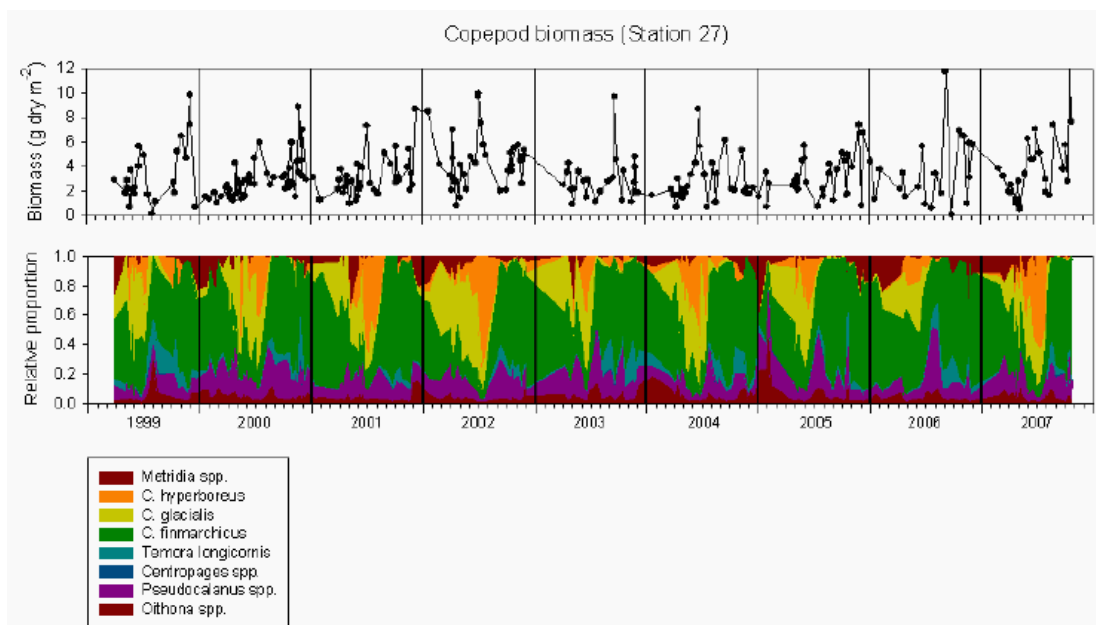 Copepod biomass (Station 27)
Biomass (g dry m-2)
12
10
8
6
4
2
0
Relative proportion
1.0
0.8
0.6
0.4
0.2
0.0
1999 2000 2001 2002 2003 2004 2005 2006 2007
Metridia spp.
C. hyperboreus
C. glacialis
C. finmarchicus
Temora longicornis
Centropages spp.
Pseudocalanus spp.
Oithona spp.